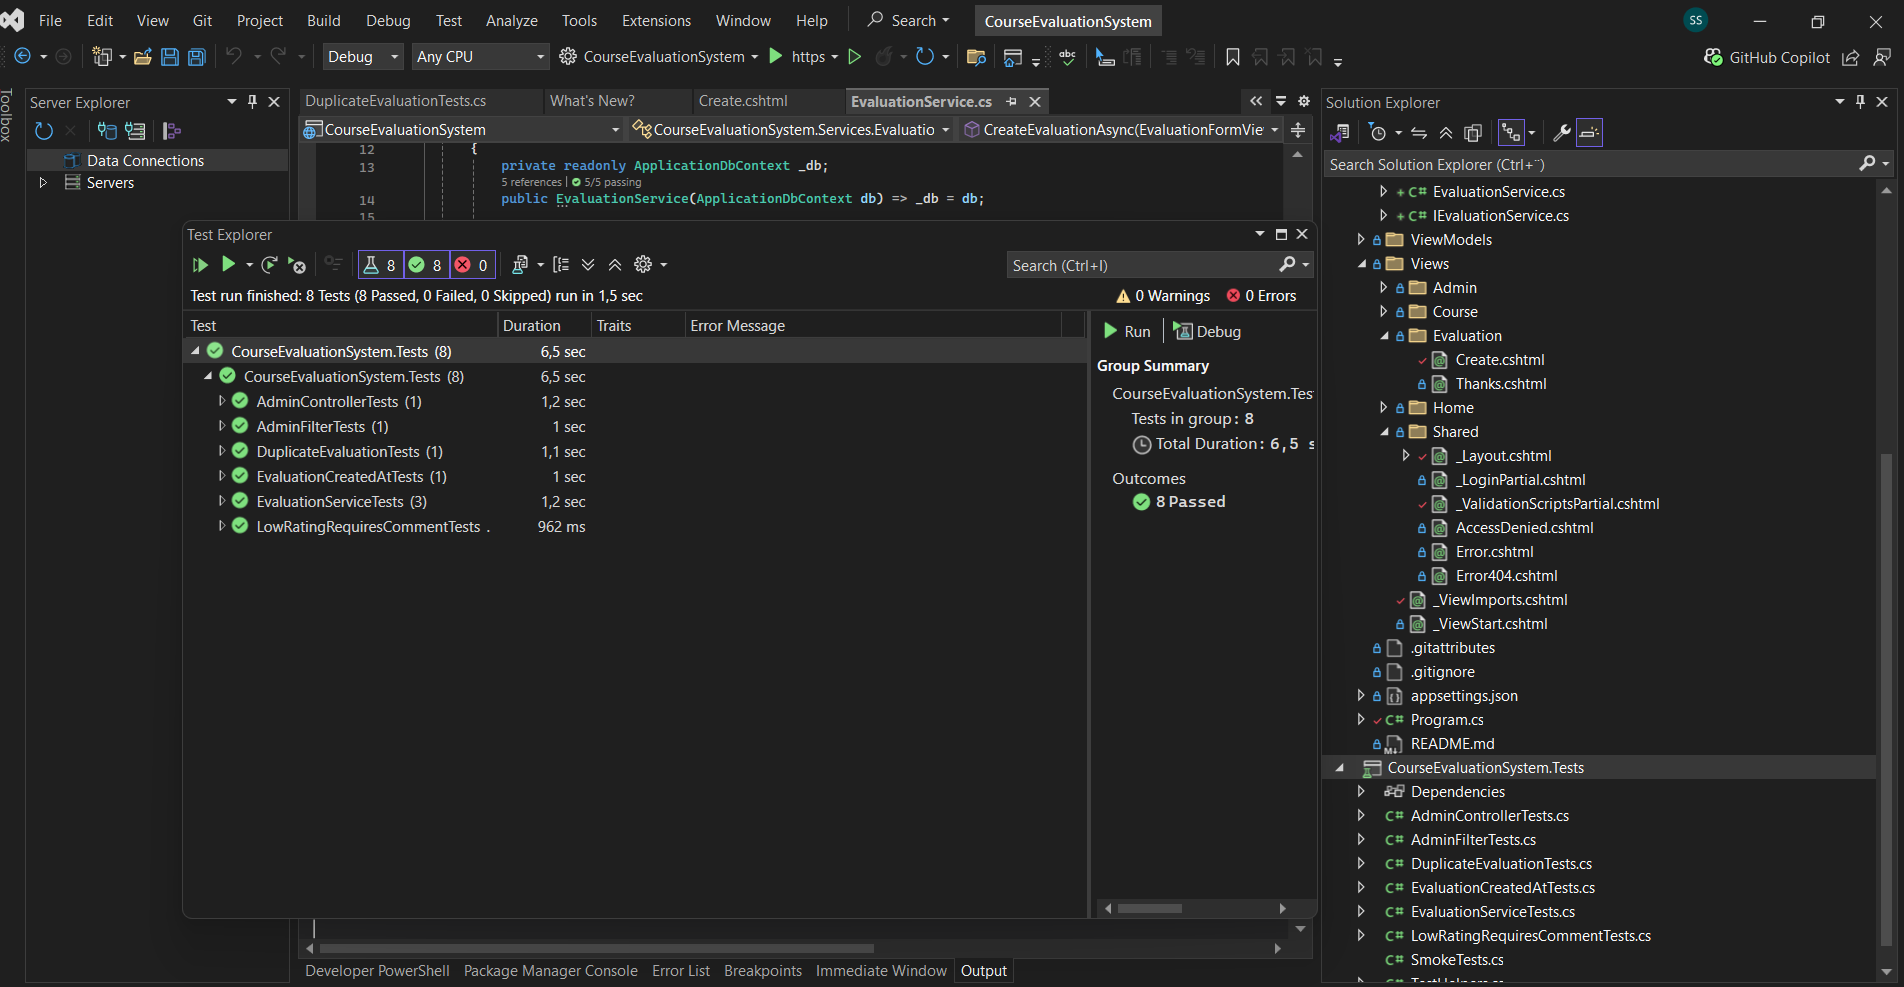 File Edit View Git Project Build Debug Test Analyze Tools Extensions Window Help Search CourseEvaluationSystem SS
Debug Any CPU CourseEvaluationSystem https abc GitHub Copilot
Toolbox
Server Explorer
Data Connections
Servers
DuplicateEvaluationTests.cs What's New? Create.cshtml EvaluationService.cs
CourseEvaluationSystem CourseEvaluationSystem.Services.Evaluatio CreateEvaluationAsync(EvaluationFormVie
12 {
13 private readonly ApplicationDbContext _db;
5 references | 5/5 passing
14 public EvaluationService(ApplicationDbContext db) => _db = db;
15
Test Explorer
8 8 0 Search (Ctrl+I)
Test run finished: 8 Tests (8 Passed, 0 Failed, 0 Skipped) run in 1,5 sec 0 Warnings 0 Errors
Test Duration Traits Error Message
CourseEvaluationSystem.Tests (8) 6,5 sec
CourseEvaluationSystem.Tests (8) 6,5 sec
AdminControllerTests (1) 1,2 sec
AdminFilterTests (1) 1 sec
DuplicateEvaluationTests (1) 1,1 sec
EvaluationCreatedAtTests (1) 1 sec
EvaluationServiceTests (3) 1,2 sec
LowRatingRequiresCommentTests . 962 ms
Run Debug
Group Summary
CourseEvaluationSystem.Tes
Tests in group: 8
Total Duration: 6,5 s
Outcomes
8 Passed
Developer PowerShell Package Manager Console Error List Breakpoints Immediate Window Output
Solution Explorer
Search Solution Explorer (Ctrl+¨)
C# EvaluationService.cs
C# IEvaluationService.cs
ViewModels
Views
Admin
Course
Evaluation
Create.cshtml
Thanks.cshtml
Home
Shared
_Layout.cshtml
_LoginPartial.cshtml
_ValidationScriptsPartial.cshtml
AccessDenied.cshtml
Error.cshtml
Error404.cshtml
_ViewImports.cshtml
_ViewStart.cshtml
.gitattributes
.gitignore
appsettings.json
C# Program.cs
README.md
CourseEvaluationSystem.Tests
Dependencies
C# AdminControllerTests.cs
C# AdminFilterTests.cs
C# DuplicateEvaluationTests.cs
C# EvaluationCreatedAtTests.cs
C# EvaluationServiceTests.cs
C# LowRatingRequiresCommentTests.cs
C# SmokeTests.cs